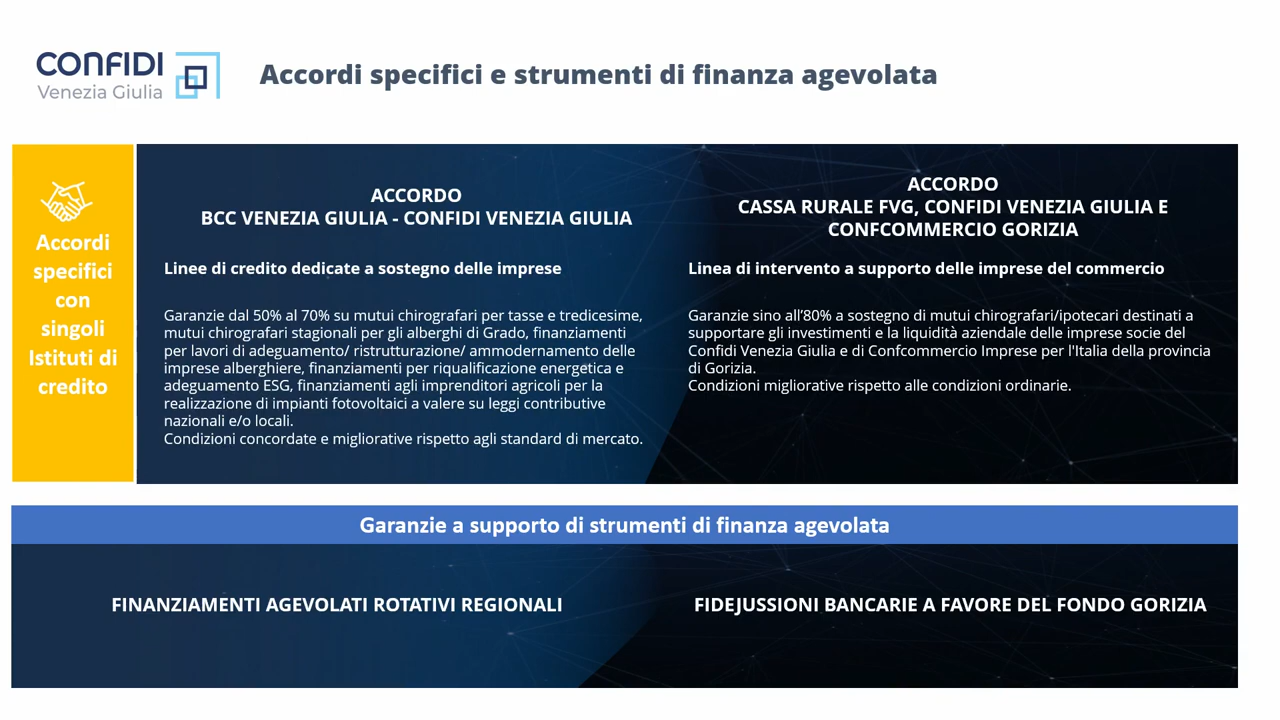 CONFIDI
Venezia Giulia
Accordi specifici e strumenti di finanza agevolata
Accordi
specifici
con
singoli
Istituti di
credito
ACCORDO
BCC VENEZIA GIULIA - CONFIDI VENEZIA GIULIA
Linee di credito dedicate a sostegno delle imprese
Garanzie dal 50% al 70% su mutui chirografari per tasse e tredicesime,
mutui chirografari stagionali per gli alberghi di Grado, finanziamenti
per lavori di adeguamento/ ristrutturazione/ ammodernamento delle
imprese alberghiere, finanziamenti per riqualificazione energetica e
adeguamento ESG, finanziamenti agli imprenditori agricoli per la
realizzazione di impianti fotovoltaici a valere su leggi contributive
nazionali e/o locali.
Condizioni concordate e migliorative rispetto agli standard di mercato.
ACCORDO
CASSA RURALE FVG, CONFIDI VENEZIA GIULIA E
CONFCOMMERCIO GORIZIA
Linea di intervento a supporto delle imprese del commercio
Garanzie sino all'80% a sostegno di mutui chirografari/ipotecari destinati a
supportare gli investimenti e la liquidità aziendale delle imprese socie del
Confidi Venezia Giulia e di Confcommercio Imprese per l'Italia della provincia
di Gorizia.
Condizioni migliorative rispetto alle condizioni ordinarie.
Garanzie a supporto di strumenti di finanza agevolata
FINANZIAMENTI AGEVOLATI ROTATIVI REGIONALI
FIDEJUSSIONI BANCARIE A FAVORE DEL FONDO GORIZIA